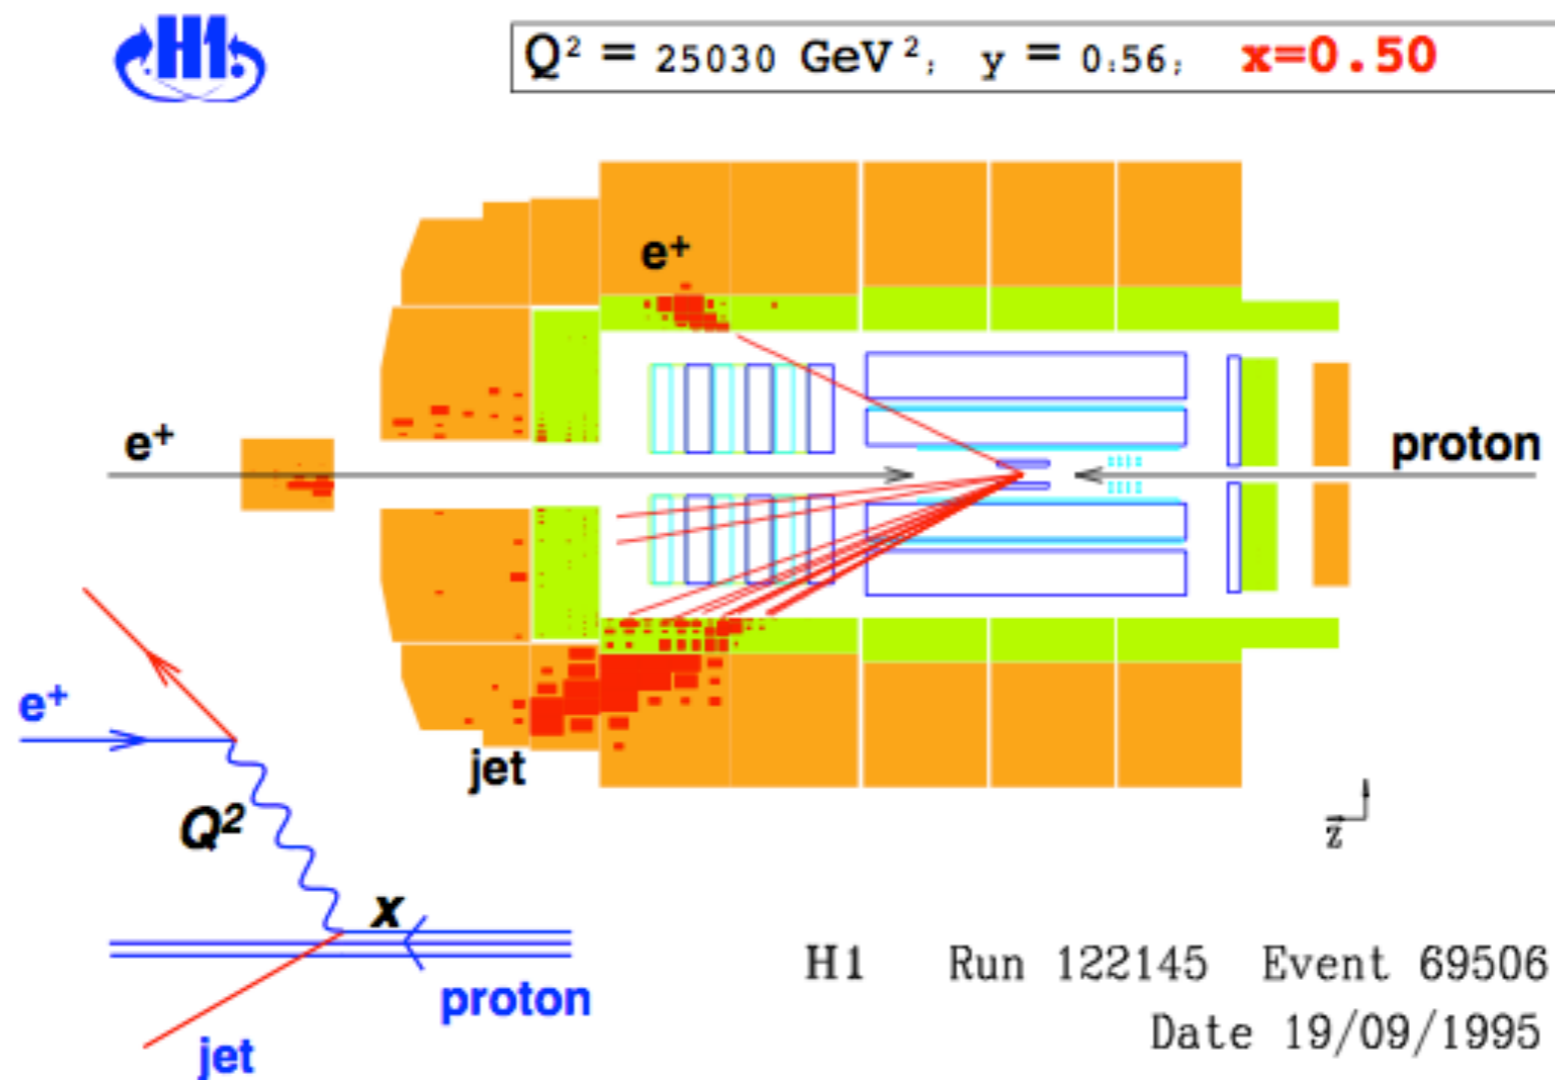 H1
Q² = 25030 GeV²; y = 0.56; x=0.50
e⁺
e⁺
proton
jet
z
e⁺
Q²
x
proton
jet
H1 Run 122145 Event 69506
Date 19/09/1995